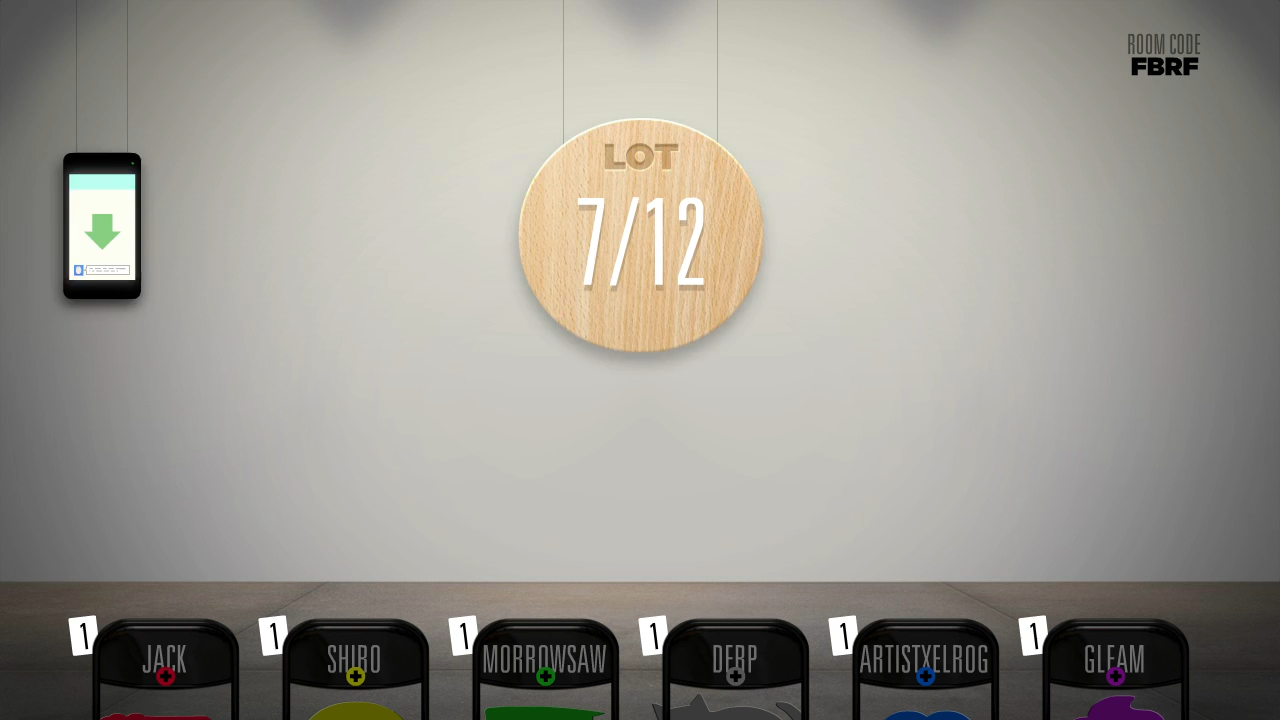 ROOM CODE
FBRF
LOT
7/12
1 JACK
1 SHIRO
1 MORROWSAW
1 DERP
1 ARTISTXELROG
1 GLEAM